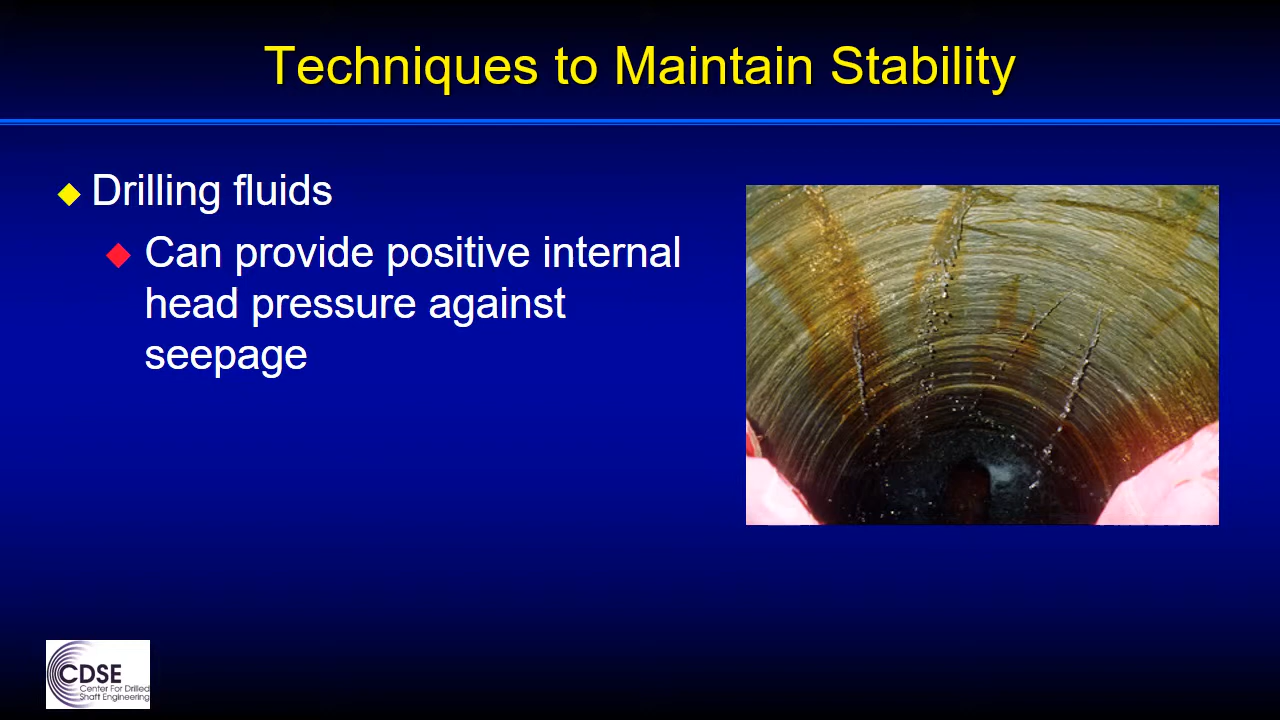 Techniques to Maintain Stability
Drilling fluids
Can provide positive internal
head pressure against
seepage
CDSE
Center For Drilled
Shaft Engineering